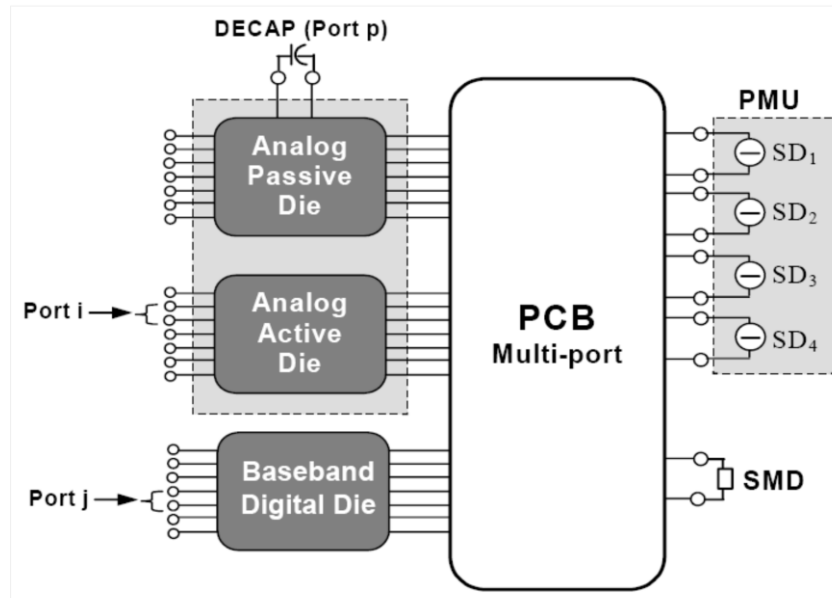 DECAP (Port p)
Analog
Passive
Die
PMU
SD1
SD2
SD3
SD4
Port i
Analog
Active
Die
PCB
Multi-port
Baseband
Digital Die
Port j
SMD